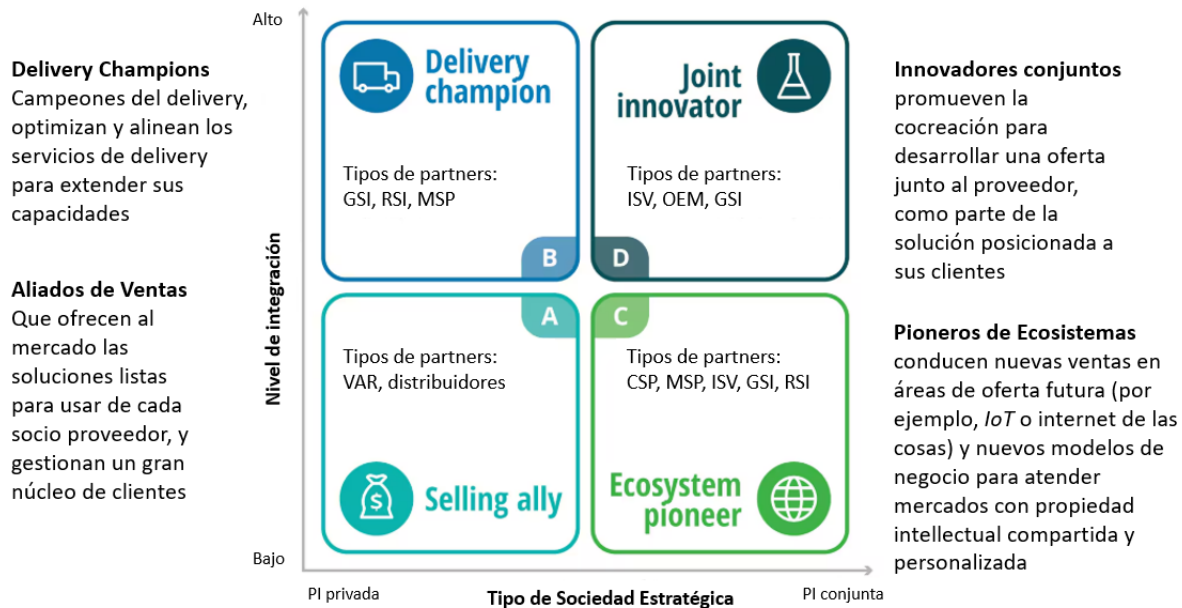 Alto
Delivery Champions
Campeones del delivery,
optimizan y alinean los
servicios de delivery
para extender sus
capacidades
Aliados de Ventas
Que ofrecen al
mercado las
soluciones listas
para usar de cada
socio proveedor, y
gestionan un gran
núcleo de clientes
Nivel de integración
Delivery
champion
Tipos de partners:
GSI, RSI, MSP
B
Joint
innovator
Tipos de partners:
ISV, OEM, GSI
D
A
Tipos de partners:
VAR, distribuidores
Selling ally
C
Tipos de partners:
CSP, MSP, ISV, GSI, RSI
Ecosystem
pioneer
Innovadores conjuntos
promueven la
cocreación para
desarrollar una oferta
junto al proveedor,
como parte de la
solución posicionada a
sus clientes
Pioneros de Ecosistemas
conducen nuevas ventas en
áreas de oferta futura (por
ejemplo, IoT o internet de las
cosas) y nuevos modelos de
negocio para atender
mercados con propiedad
intellectual compartida y
personalizada
Bajo
PI privada
Tipo de Sociedad Estratégica
PI conjunta
$